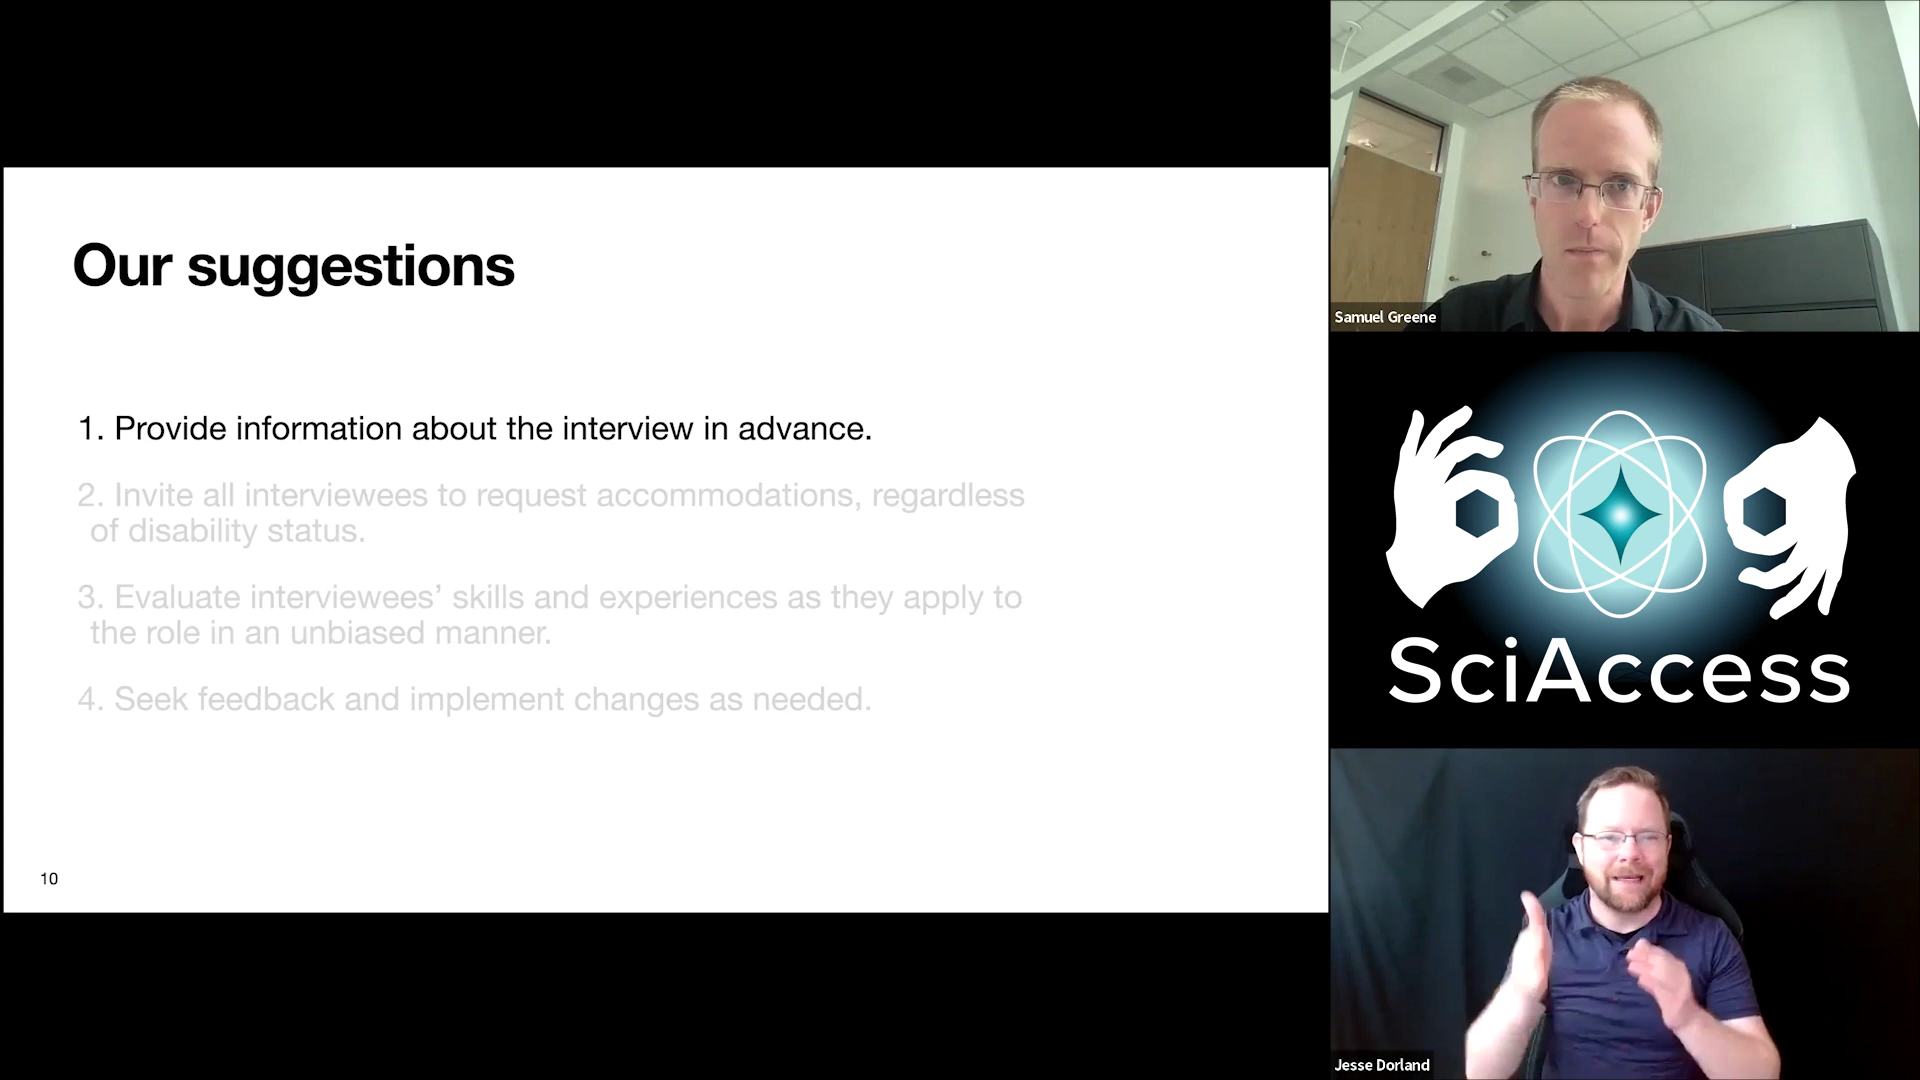 Our suggestions
1. Provide information about the interview in advance.
2. Invite all interviewees to request accommodations, regardless
of disability status.
3. Evaluate interviewees’ skills and experiences as they apply to
the role in an unbiased manner.
4. Seek feedback and implement changes as needed.
10
Samuel Greene
SciAccess
Jesse Dorland